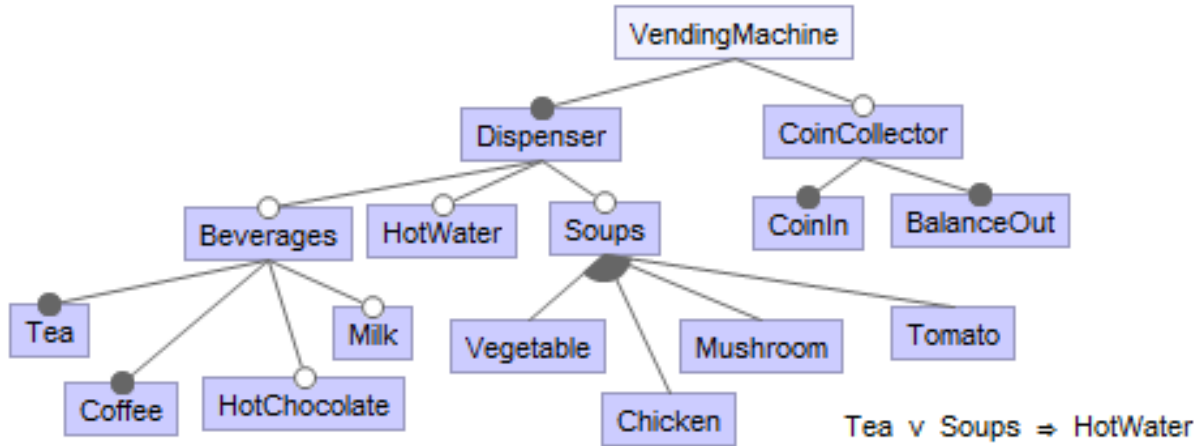 VendingMachine
Dispenser
CoinCollector
Beverages
HotWater
Soups
CoinIn
BalanceOut
Tea
Milk
Vegetable
Mushroom
Tomato
Coffee
HotChocolate
Chicken
Tea v Soups ⇒ HotWater